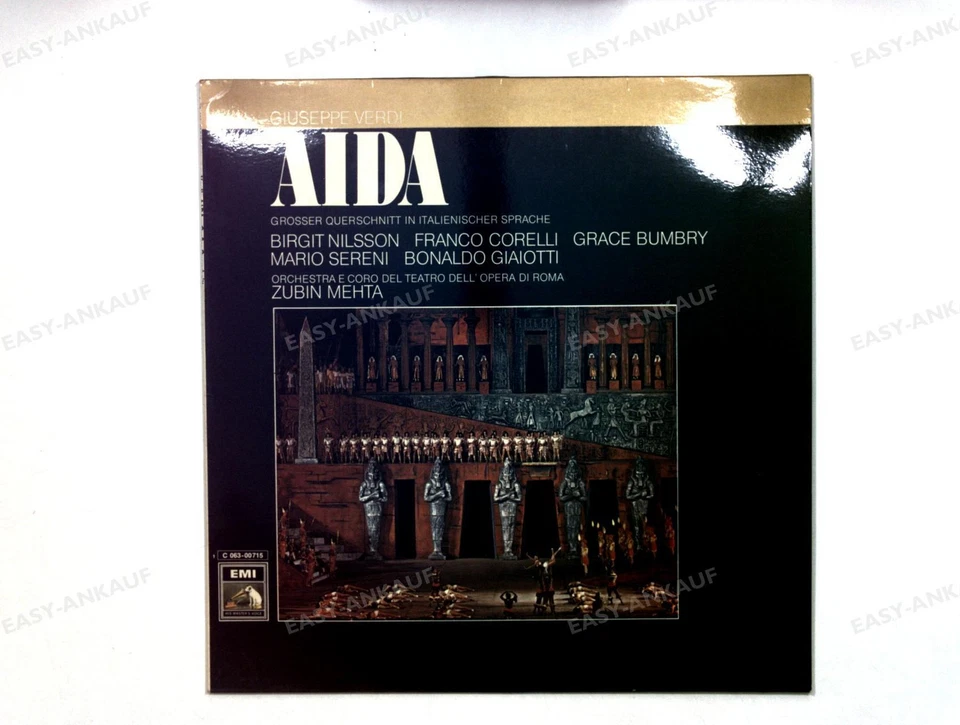 GIUSEPPE VERDI
AIDA
GROSSER QUERSCHNITT IN ITALIENISCHER SPRACHE
BIRGIT NILSSON FRANCO CORELLI GRACE BUMBRY
MARIO SERENI BONALDO GIAIOTTI
ORCHESTRA E CORO DEL TEATRO DELL' OPERA DI ROMA
ZUBIN MEHTA
C 063-00715
EMI
EASY-ANKAUF
EASY-ANKAUF
EASY-ANKAUF
EASY-ANKAUF
EASY-ANKAUF
EASY-ANKAUF
EASY-ANKAUF
EASY-ANKAUF
EASY-ANKAUF
EASY-ANKAUF
EASY-ANKAUF
EASY-ANKAUF